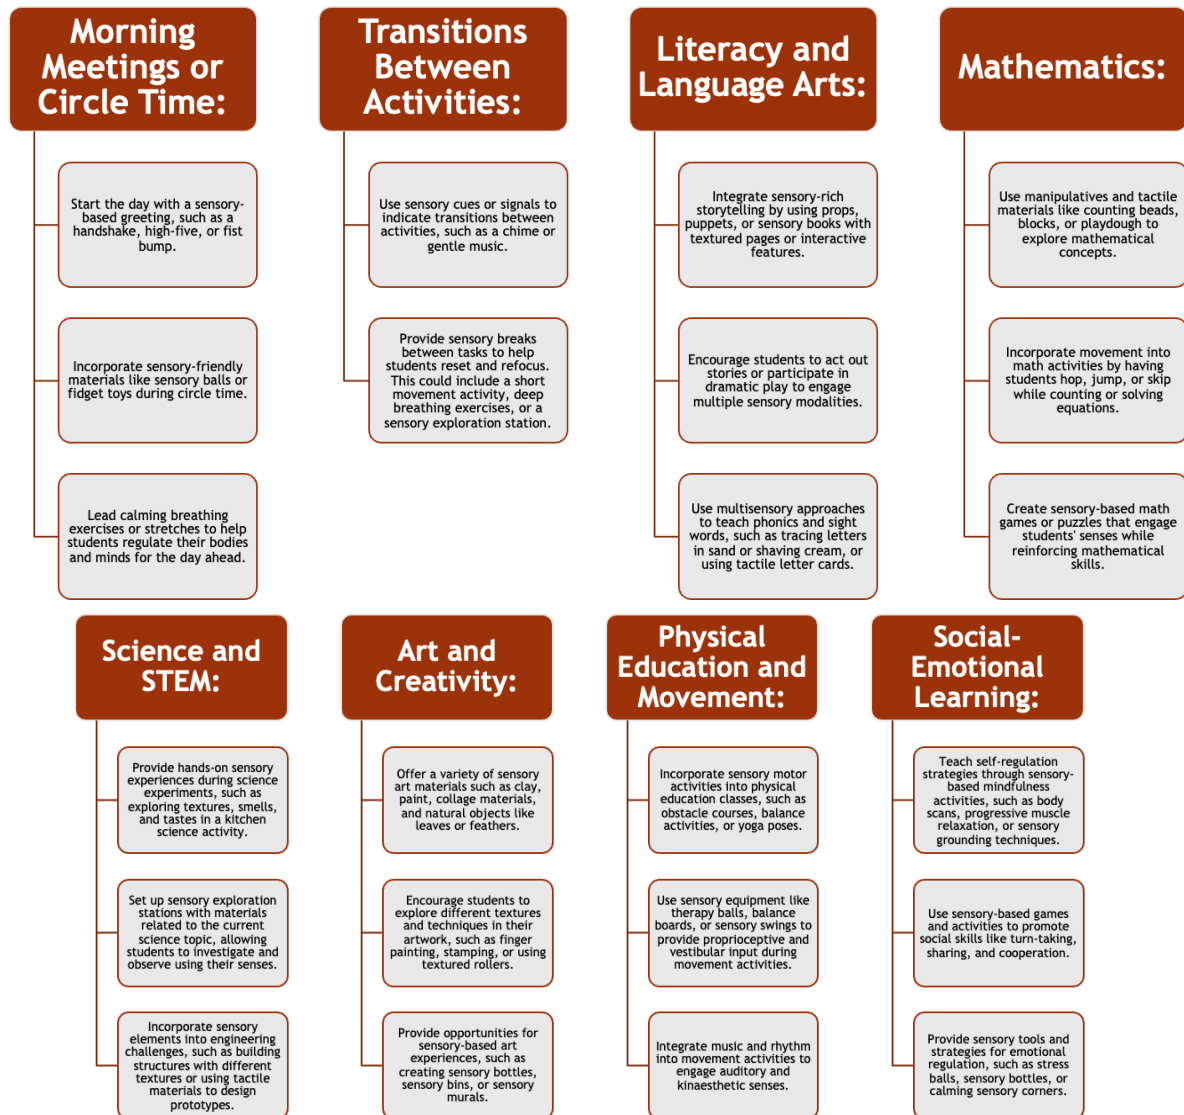 Morning
Meetings or
Circle Time:
Start the day with a sensory-
based greeting, such as a
handshake, high-five, or fist
bump.
Incorporate sensory-friendly
materials like sensory balls or
fidget toys during circle time.
Lead calming breathing
exercises or stretches to help
students regulate their bodies
and minds for the day ahead.
Transitions
Between
Activities:
Use sensory cues or signals to
indicate transitions between
activities, such as a chime or
gentle music.
Provide sensory breaks
between tasks to help
students reset and refocus.
This could include a short
movement activity, deep
breathing exercises, or a
sensory exploration station.
Literacy and
Language Arts:
Integrate sensory-rich
storytelling by using props,
puppets, or sensory books with
textured pages or interactive
features.
Encourage students to act out
stories or participate in
dramatic play to engage
multiple sensory modalities.
Use multisensory approaches
to teach phonics and sight
words, such as tracing letters
in sand or shaving cream, or
using tactile letter cards.
Mathematics:
Use manipulatives and tactile
materials like counting beads,
blocks, or playdough to
explore mathematical
concepts.
Incorporate movement into
math activities by having
students hop, jump, or skip
while counting or solving
equations.
Create sensory-based math
games or puzzles that engage
students' senses while
reinforcing mathematical
skills.
Science and
STEM:
Provide hands-on sensory
experiences during science
experiments, such as
exploring textures, smells,
and tastes in a kitchen
science activity.
Set up sensory exploration
stations with materials
related to the current
science topic, allowing
students to investigate and
observe using their senses.
Incorporate sensory
elements into engineering
challenges, such as building
structures with different
textures or using tactile
materials to design
prototypes.
Art and
Creativity:
Offer a variety of sensory
art materials such as clay,
paint, collage materials,
and natural objects like
leaves or feathers.
Encourage students to
explore different textures
and techniques in their
artwork, such as finger
painting, stamping, or using
textured rollers.
Provide opportunities for
sensory-based art
experiences, such as
creating sensory bottles,
sensory bins, or sensory
murals.
Physical
Education and
Movement:
Incorporate sensory motor
activities into physical
education classes, such as
obstacle courses, balance
activities, or yoga poses.
Use sensory equipment like
therapy balls, balance
boards, or sensory swings to
provide proprioceptive and
vestibular input during
movement activities.
Integrate music and rhythm
into movement activities to
engage auditory and
kinaesthetic senses.
Social-
Emotional
Learning:
Teach self-regulation
strategies through sensory-
based mindfulness
activities, such as body
scans, progressive muscle
relaxation, or sensory
grounding techniques.
Use sensory-based games
and activities to promote
social skills like turn-taking,
sharing, and cooperation.
Provide sensory tools and
strategies for emotional
regulation, such as stress
balls, sensory bottles, or
calming sensory corners.